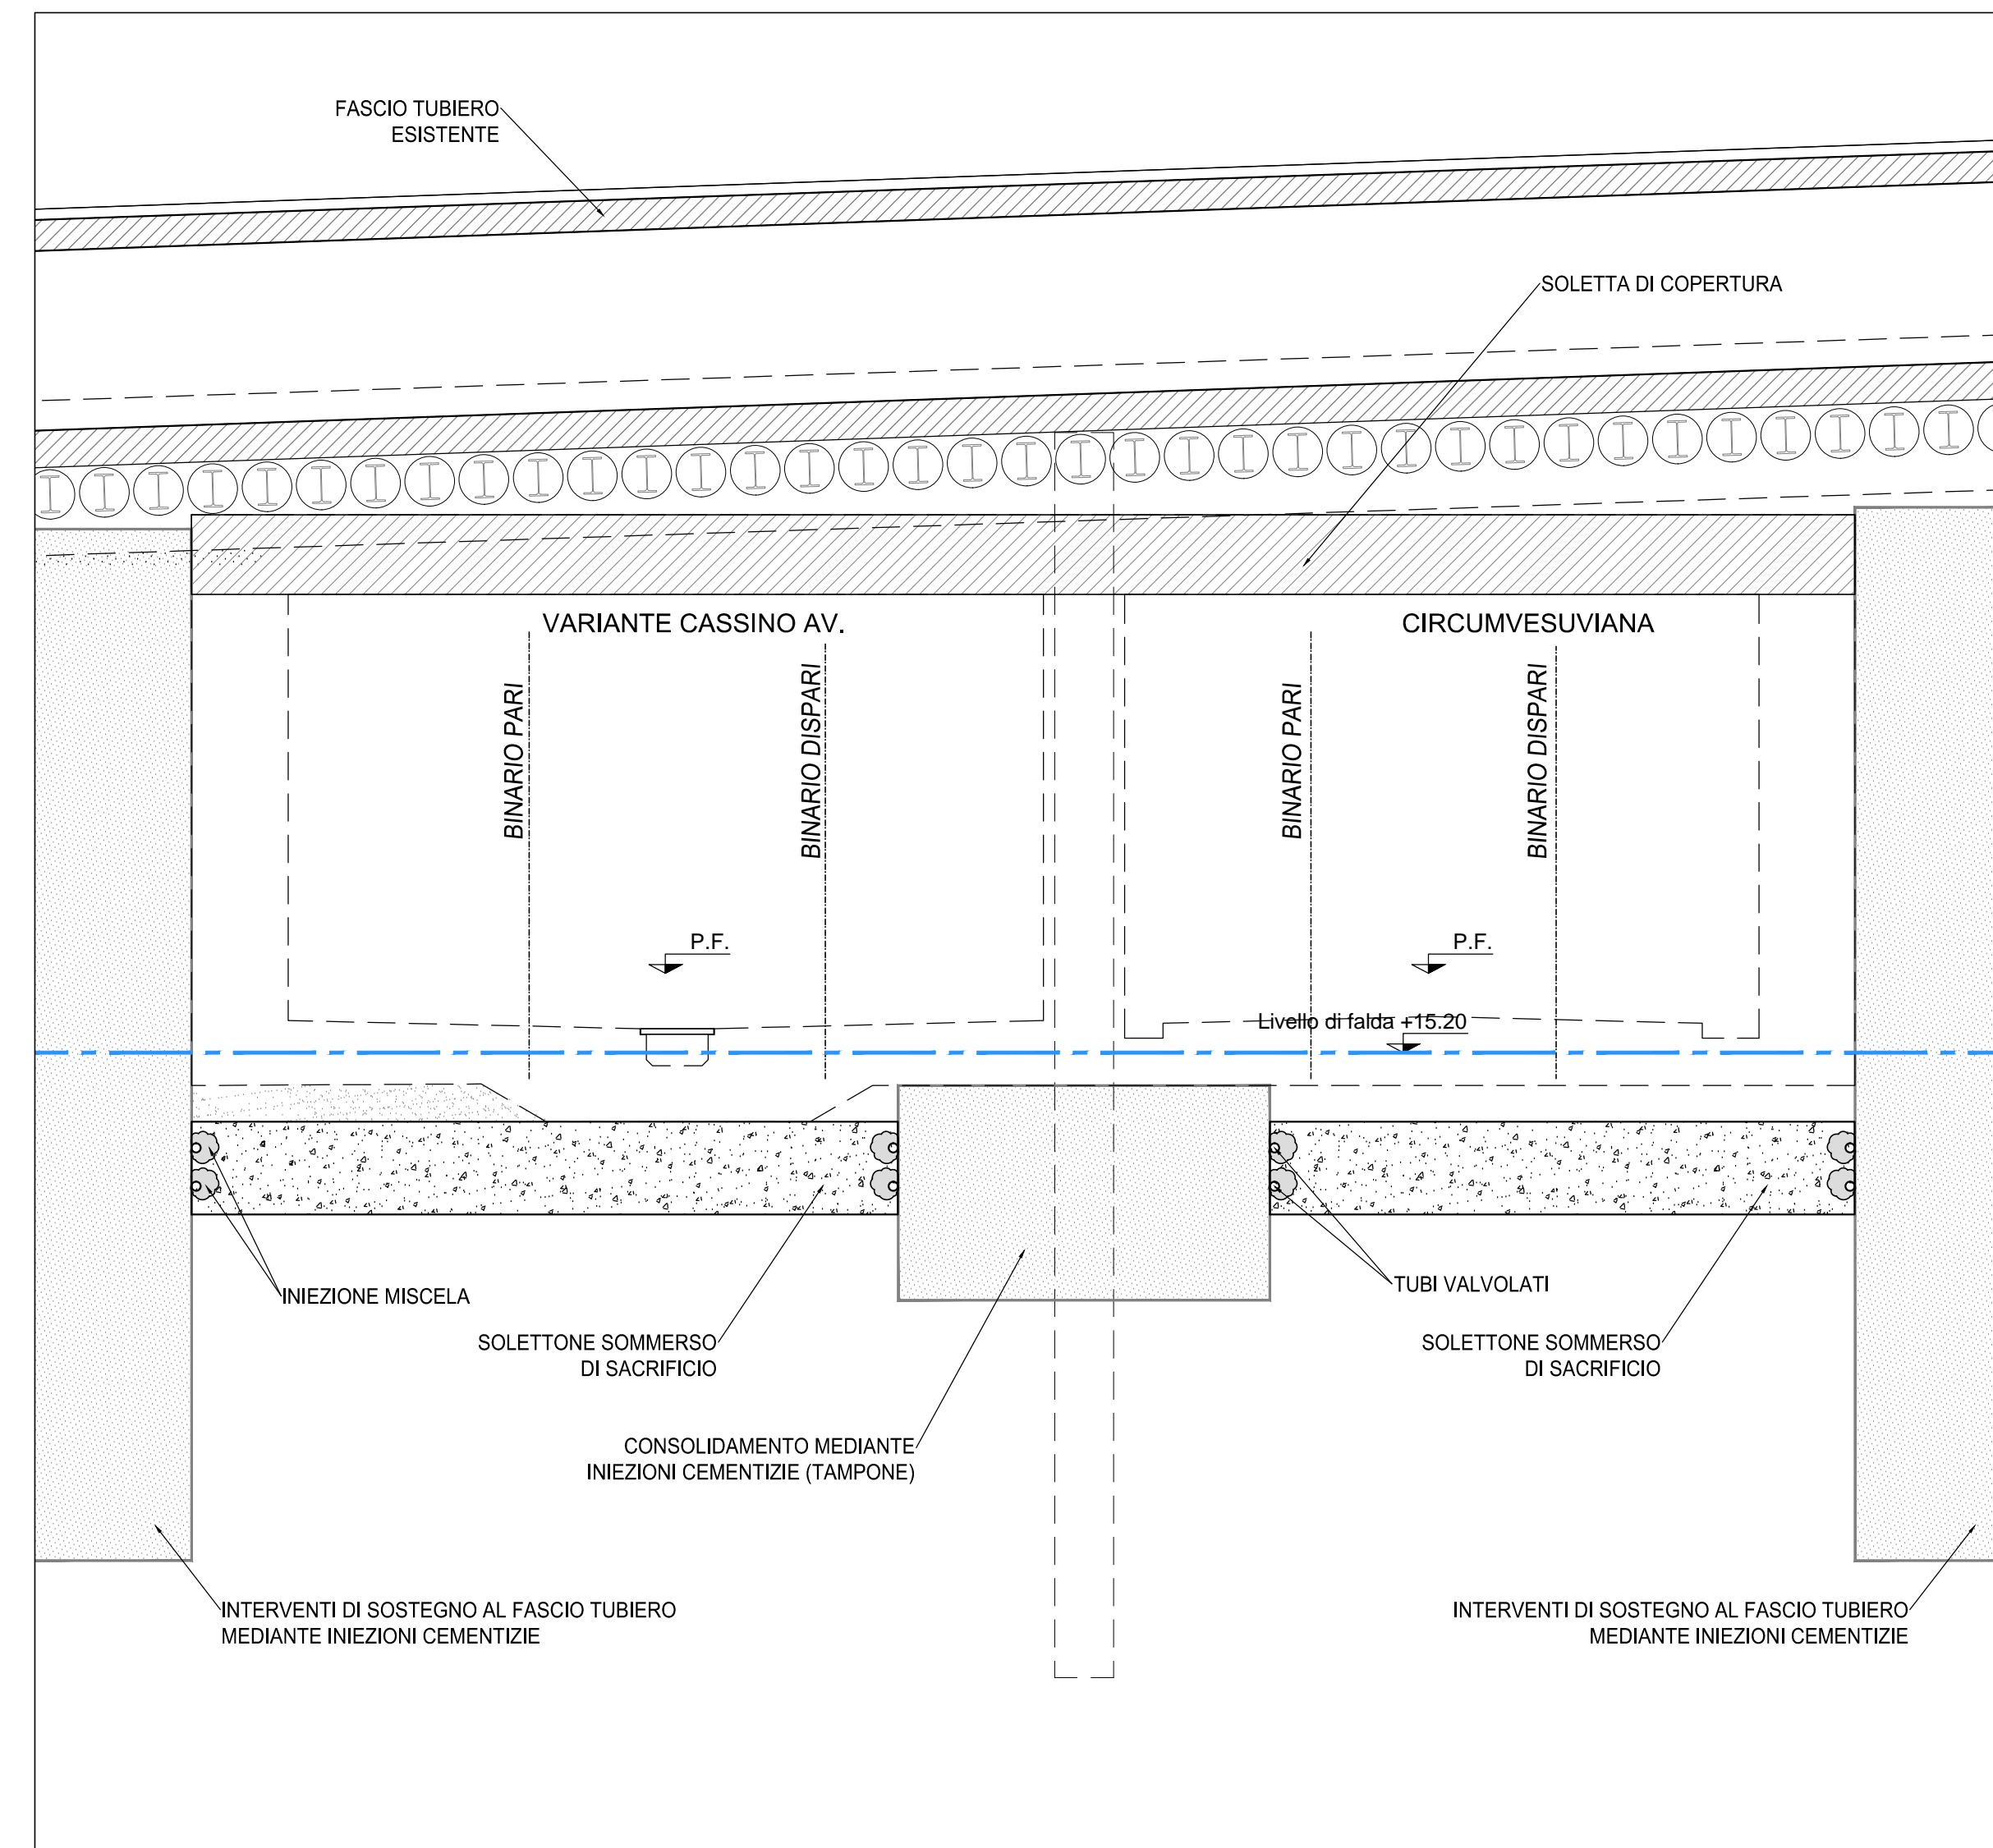 FASCIO TUBIERO
ESISTENTE
SOLETTA DI COPERTURA
VARIANTE CASSINO AV.
CIRCUMVESUVIANA
BINARIO PARI
BINARIO DISPARI
BINARIO PARI
BINARIO DISPARI
P.F.
P.F.
Livello di falda +15.20
INIEZIONE MISCELA
TUBI VALVOLATI
SOLETTONE SOMMERSO
DI SACRIFICIO
SOLETTONE SOMMERSO
DI SACRIFICIO
CONSOLIDAMENTO MEDIANTE
INIEZIONI CEMENTIZIE (TAMPONE)
INTERVENTI DI SOSTEGNO AL FASCIO TUBIERO
MEDIANTE INIEZIONI CEMENTIZIE
INTERVENTI DI SOSTEGNO AL FASCIO TUBIERO
MEDIANTE INIEZIONI CEMENTIZIE